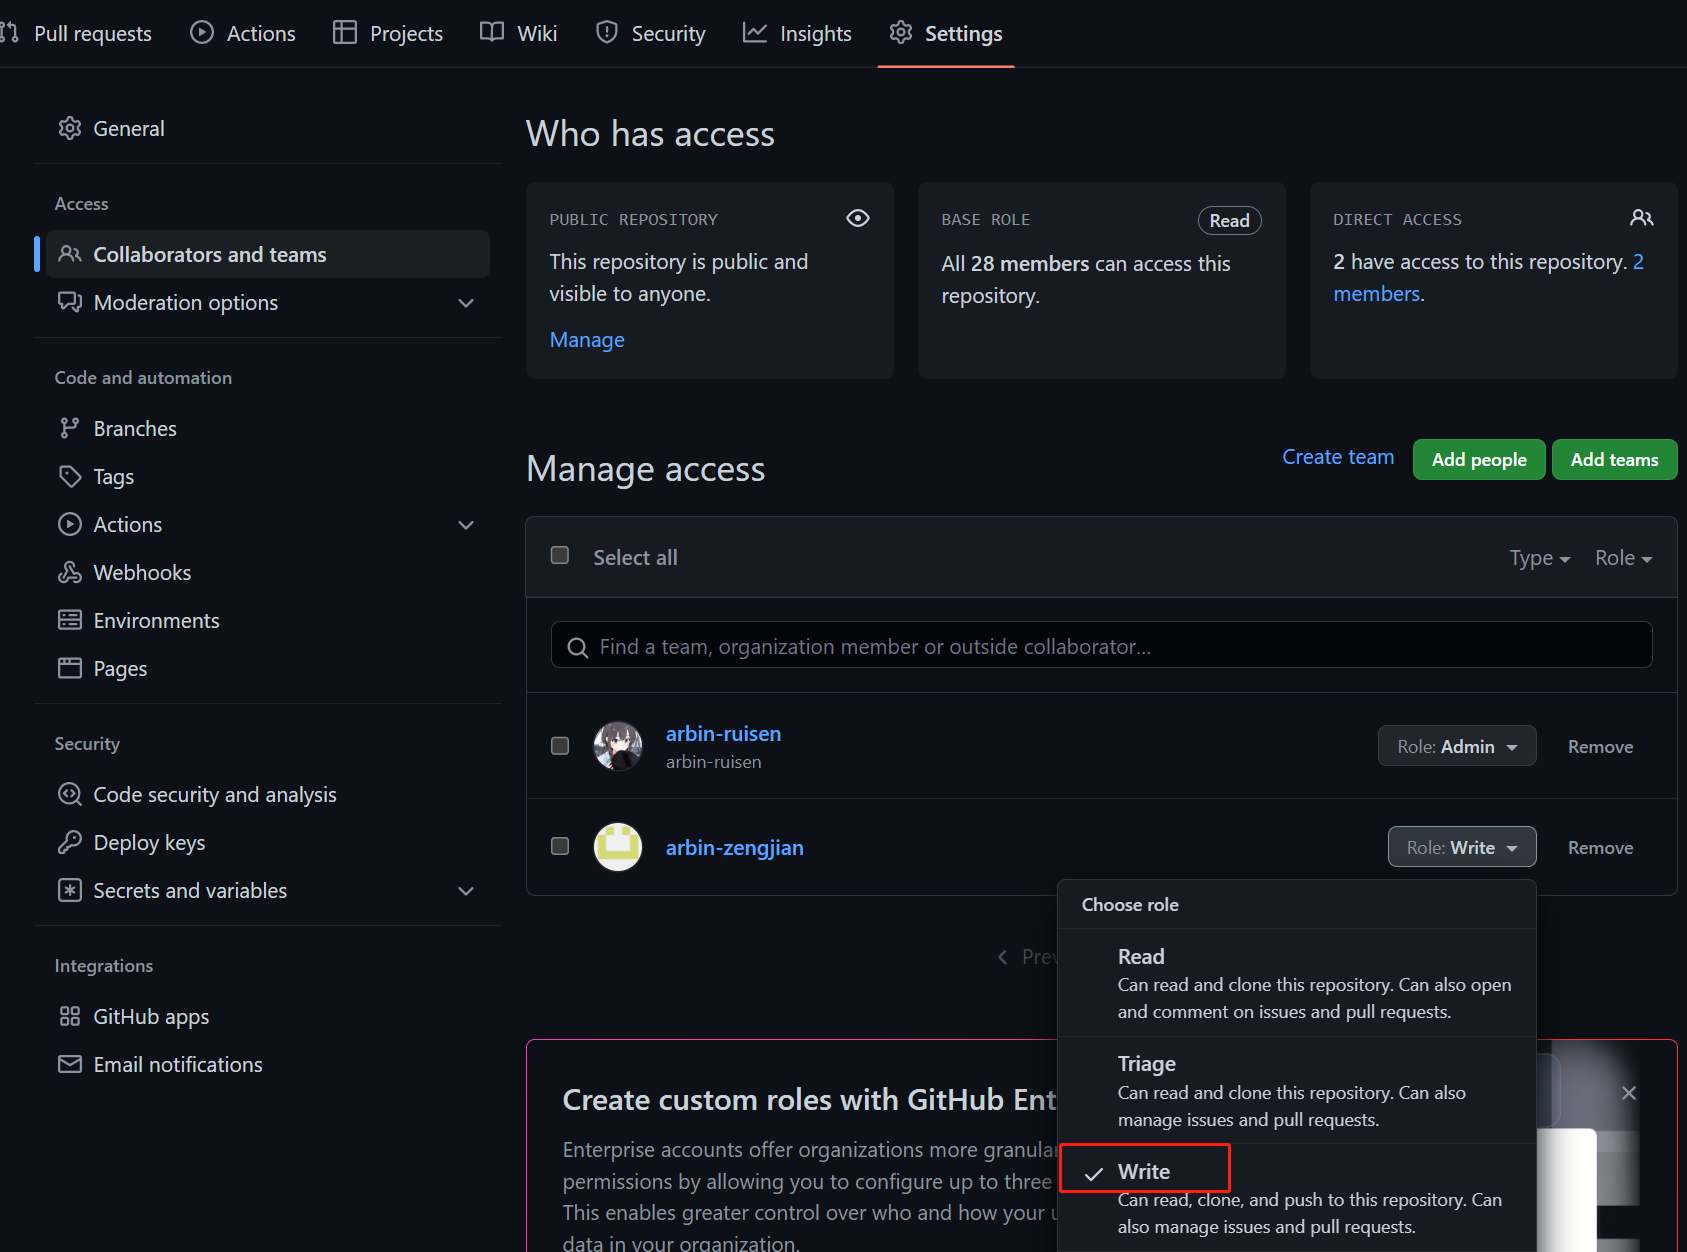 Pull requests
Actions
Projects
Wiki
Security
Insights
Settings
General
Access
Collaborators and teams
Moderation options
Code and automation
Branches
Tags
Actions
Webhooks
Environments
Pages
Security
Code security and analysis
Deploy keys
Secrets and variables
Integrations
GitHub apps
Email notifications
Who has access
PUBLIC REPOSITORY
This repository is public and
visible to anyone.
Manage
BASE ROLE
Read
All 28 members can access this
repository.
DIRECT ACCESS
2 have access to this repository. 2
members.
Manage access
Create team
Add people
Add teams
Select all
Type
Role
Find a team, organization member or outside collaborator...
arbin-ruisen
arbin-ruisen
Role: Admin
Remove
arbin-zengjian
Role: Write
Remove
Choose role
Read
Can read and clone this repository. Can also open
and comment on issues and pull requests.
Triage
Can read and clone this repository. Can also
manage issues and pull requests.
Write
Can read, clone, and push to this repository. Can
also manage issues and pull requests.
Prev
Create custom roles with GitHub Ent
Enterprise accounts offer organizations more granular
permissions by allowing you to configure up to three
This enables greater control over who and how your u
data in your organization.